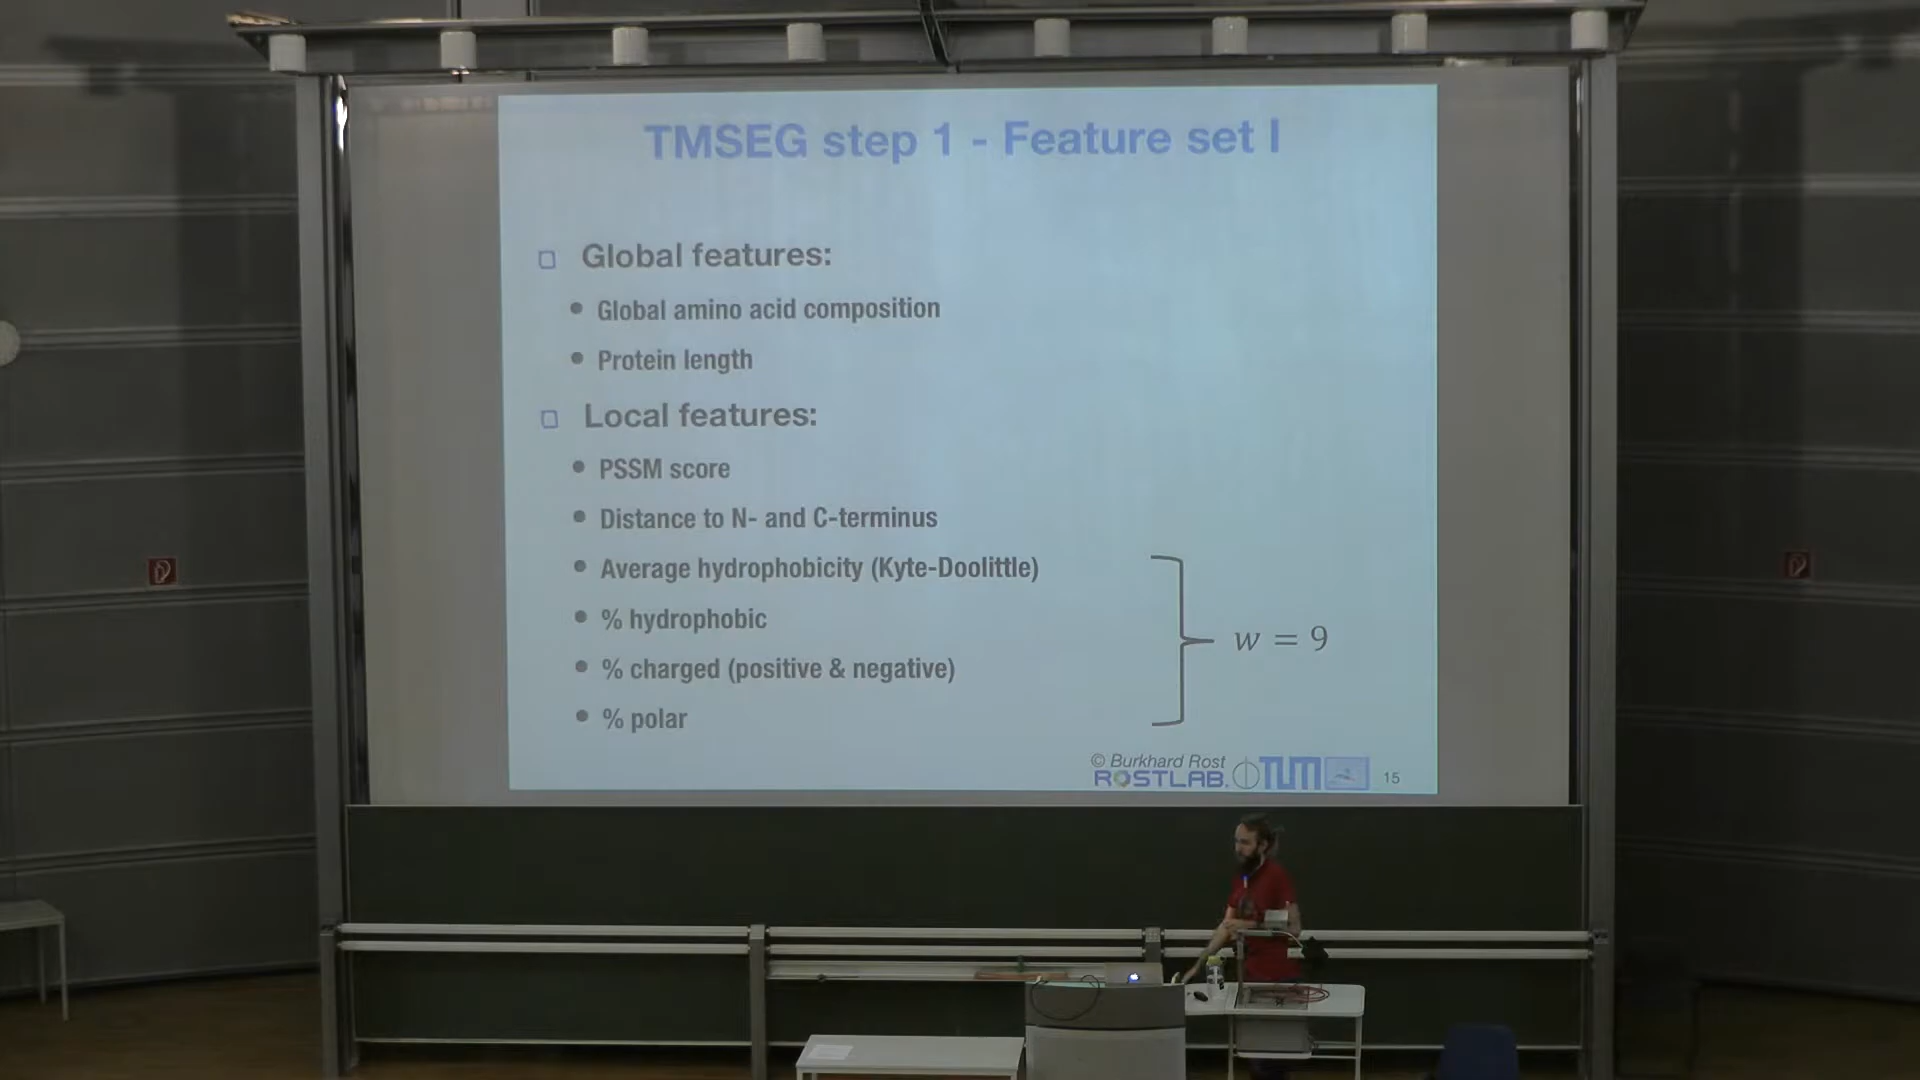 TMSEG step 1 - Feature set I
Global features:
Global amino acid composition
Protein length
Local features:
PSSM score
Distance to N- and C-terminus
Average hydrophobicity (Kyte-Doolittle)
% hydrophobic
% charged (positive & negative)
% polar
w = 9
© Burkhard Rost
ROSTLAB.
TUM
15